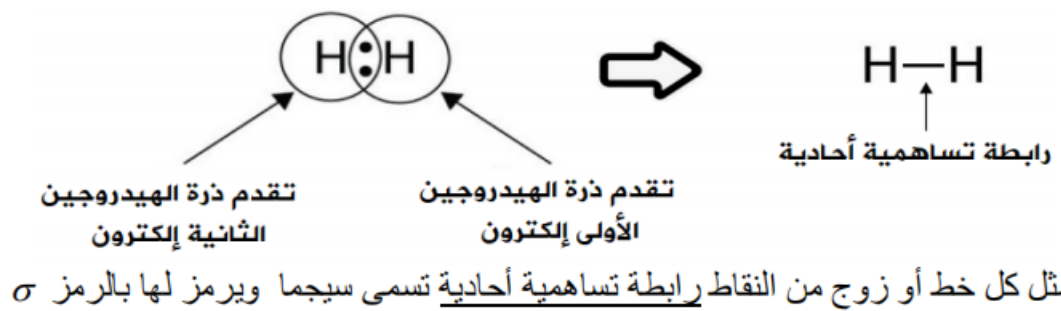 H : H
H — H
رابطة تساهمية أحادية
تقدم ذرة الهيدروجين
الأولى إلكترون
تقدم ذرة الهيدروجين
الثانية إلكترون
مثل كل خط أو زوج من النقاط رابطة تساهمية أحادية تسمى سيجما ويرمز لها بالرمز σ